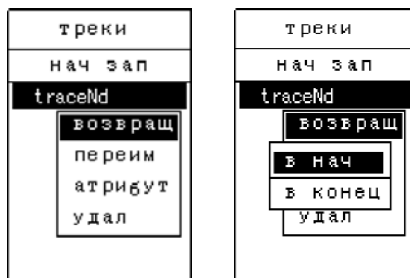 треки
нач зап
traceNd
возвращ
переим
атрибут
удал
треки
нач зап
traceNd
возвращ
в нач
в конец
удал